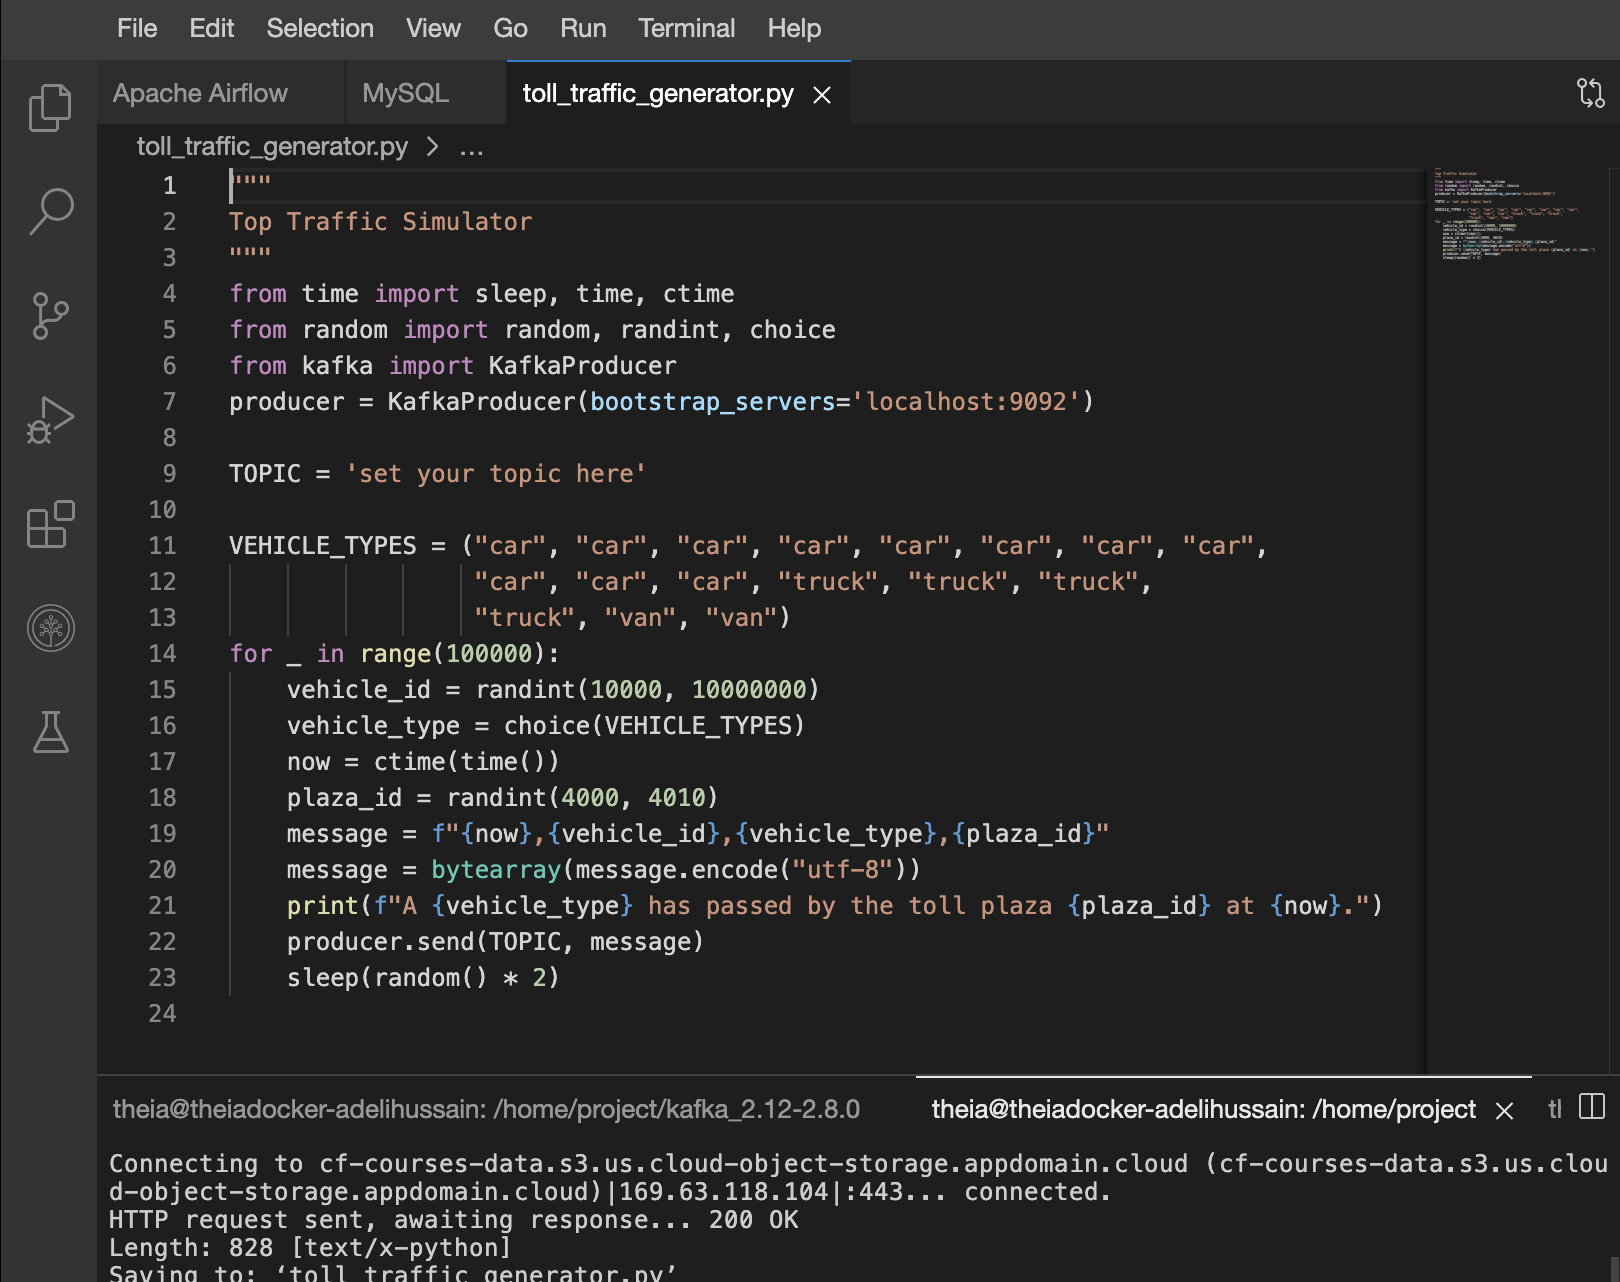 File Edit Selection View Go Run Terminal Help
Apache Airflow MySQL toll_traffic_generator.py
toll_traffic_generator.py > ...
1 """
2 Top Traffic Simulator
3 """
4 from time import sleep, time, ctime
5 from random import random, randint, choice
6 from kafka import KafkaProducer
7 producer = KafkaProducer(bootstrap_servers='localhost:9092')
8
9 TOPIC = 'set your topic here'
10
11 VEHICLE_TYPES = ("car", "car", "car", "car", "car", "car", "car", "car",
12                  "car", "car", "car", "truck", "truck", "truck",
13                  "truck", "van", "van")
14 for _ in range(100000):
15     vehicle_id = randint(10000, 10000000)
16     vehicle_type = choice(VEHICLE_TYPES)
17     now = ctime(time())
18     plaza_id = randint(4000, 4010)
19     message = f"{now},{vehicle_id},{vehicle_type},{plaza_id}"
20     message = bytearray(message.encode("utf-8"))
21     print(f"A {vehicle_type} has passed by the toll plaza {plaza_id} at {now}.")
22     producer.send(TOPIC, message)
23     sleep(random() * 2)
24
theia@theiadocker-adelihussain: /home/project/kafka_2.12-2.8.0 theia@theiadocker-adelihussain: /home/project
Connecting to cf-courses-data.s3.us.cloud-object-storage.appdomain.cloud (cf-courses-data.s3.us.clou
d-object-storage.appdomain.cloud)|169.63.118.104|:443... connected.
HTTP request sent, awaiting response... 200 OK
Length: 828 [text/x-python]
Saving to: ‘toll_traffic_generator.py’